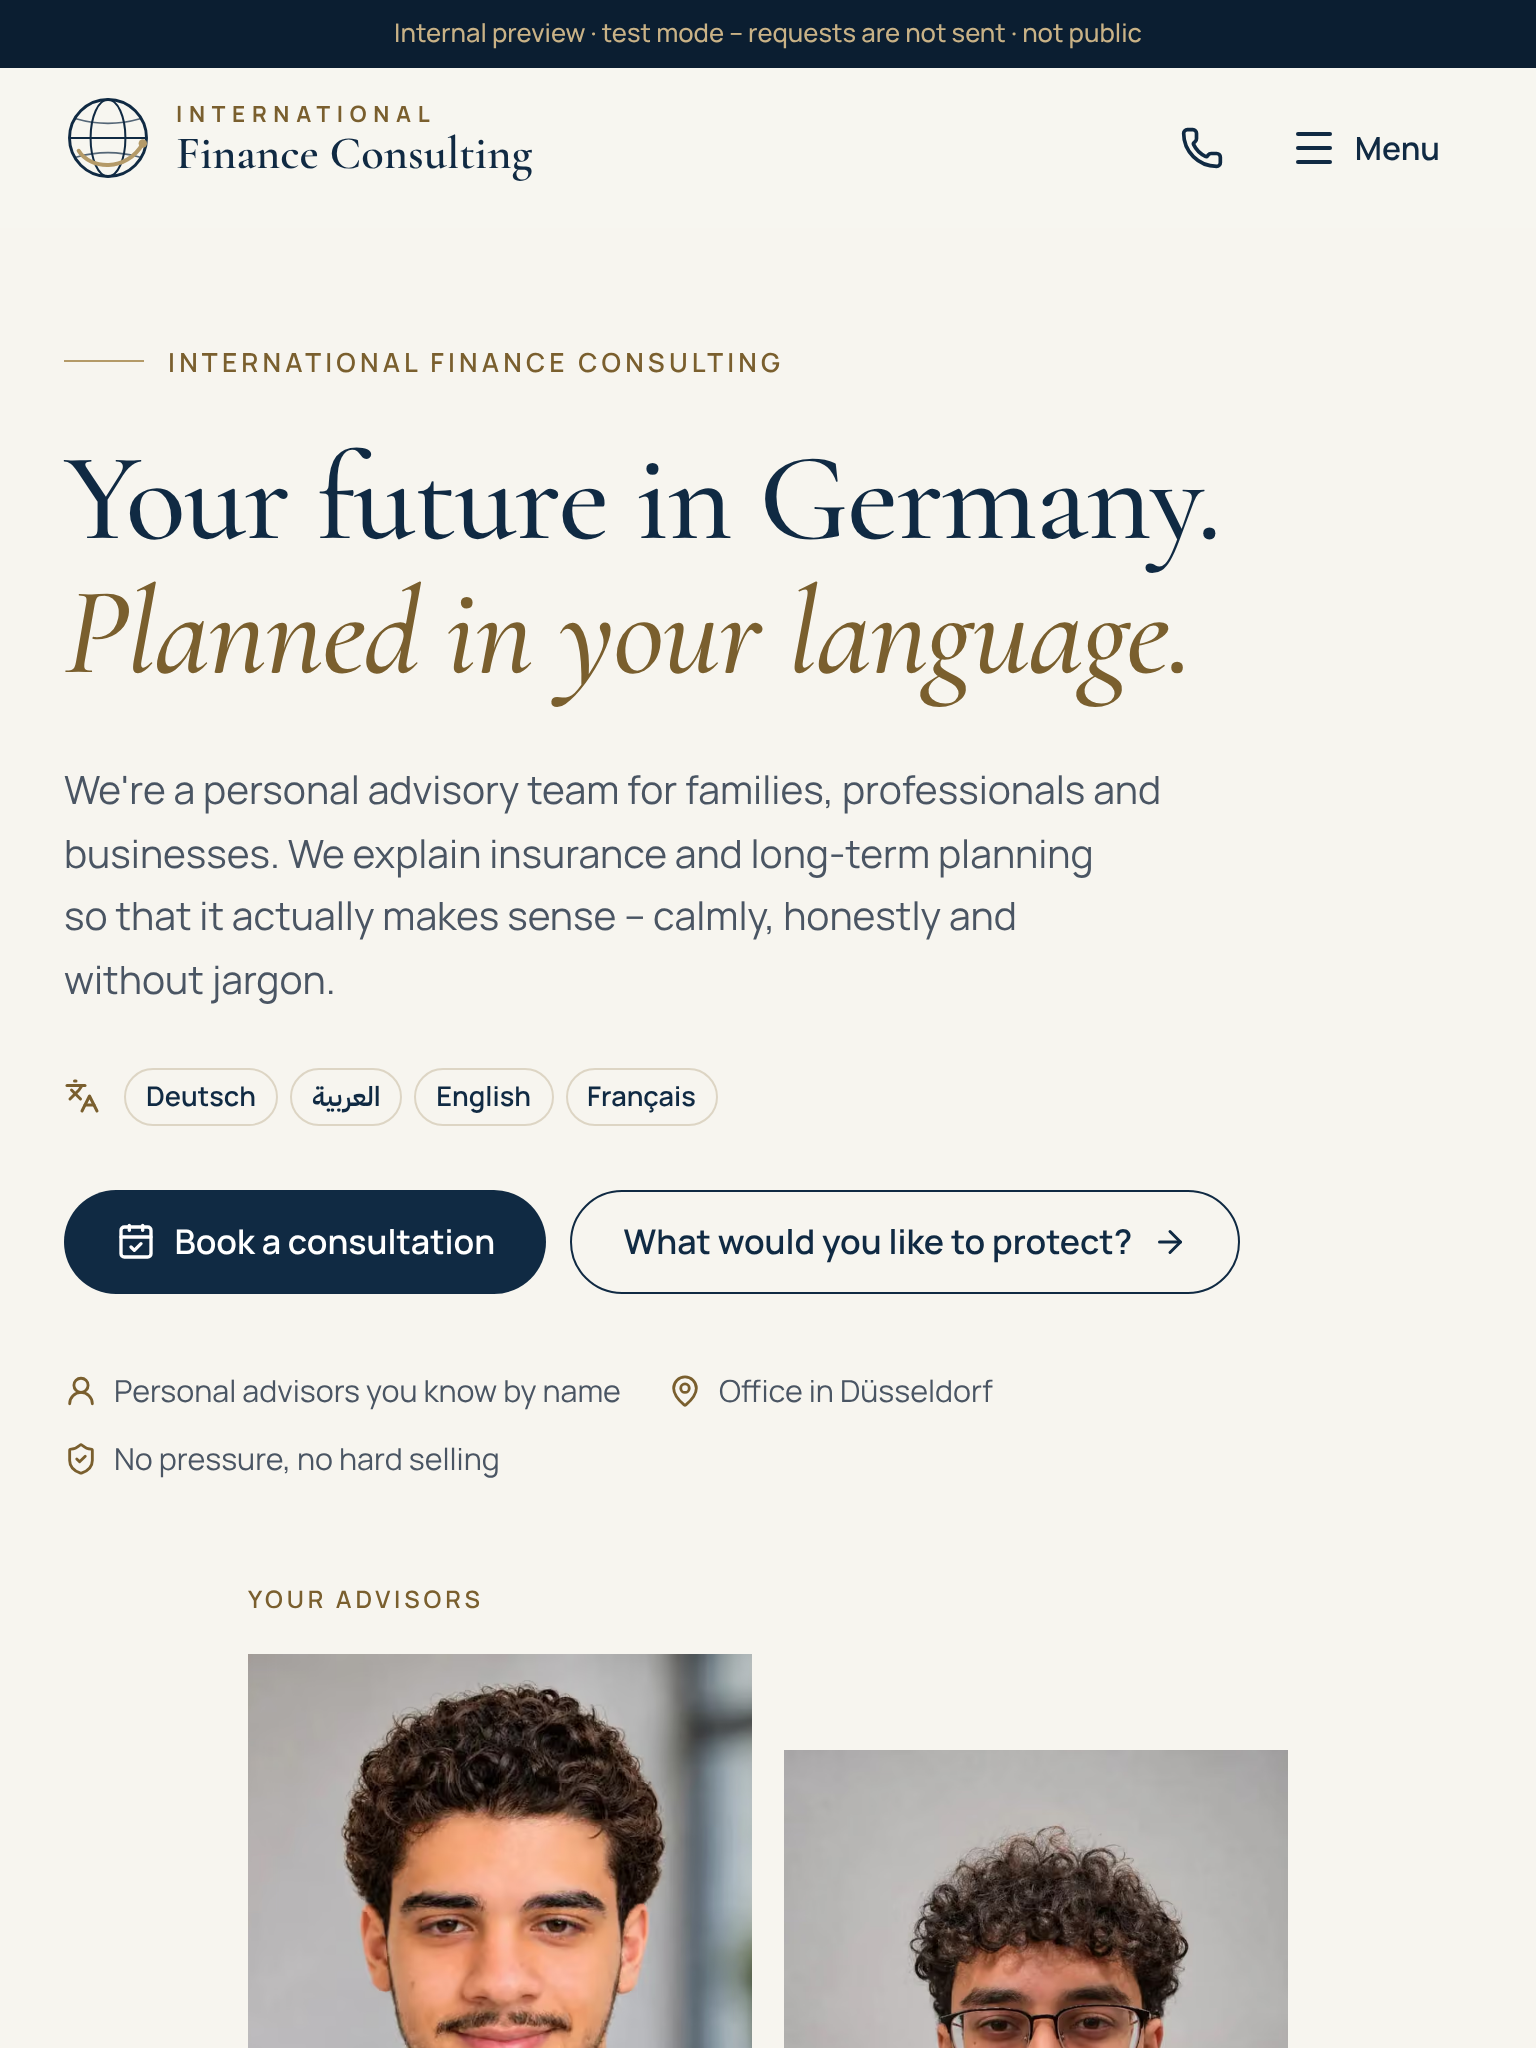 Internal preview · test mode – requests are not sent · not public
INTERNATIONAL
Finance Consulting
Menu
INTERNATIONAL FINANCE CONSULTING
Your future in Germany.
Planned in your language.
We're a personal advisory team for families, professionals and
businesses. We explain insurance and long-term planning
so that it actually makes sense – calmly, honestly and
without jargon.
Deutsch
العربية
English
Français
Book a consultation
What would you like to protect? →
Personal advisors you know by name
Office in Düsseldorf
No pressure, no hard selling
YOUR ADVISORS